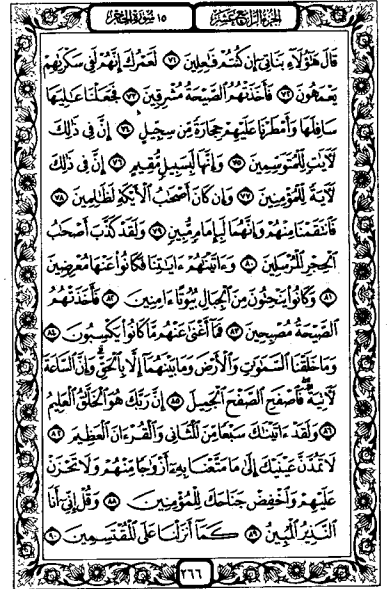 الجزء الرابع عشر ١٥ سورة الحجر
قَالَ هَٰؤُلَاءِ بَنَاتِي إِن كُنتُمْ فَاعِلِينَ ٧١ لَعَمْرُكَ إِنَّهُمْ لَفِي سَكْرَتِهِمْ
يَعْمَهُونَ ٧٢ فَأَخَذَتْهُمُ الصَّيْحَةُ مُشْرِقِينَ ٧٣ فَجَعَلْنَا عَالِيَهَا
سَافِلَهَا وَأَمْطَرْنَا عَلَيْهِمْ حِجَارَةً مِّن سِجِّيلٍ ٧٤ إِنَّ فِي ذَٰلِكَ
لَآيَاتٍ لِّلْمُتَوَسِّمِينَ ٧٥ وَإِنَّهَا لَبِسَبِيلٍ مُّقِيمٍ ٧٦ إِنَّ فِي ذَٰلِكَ
لَآيَةً لِّلْمُؤْمِنِينَ ٧٧ وَإِن كَانَ أَصْحَابُ الْأَيْكَةِ لَظَالِمِينَ ٧٨
فَانتَقَمْنَا مِنْهُمْ وَإِنَّهُمَا لَبِإِمَامٍ مُّبِينٍ ٧٩ وَلَقَدْ كَذَّبَ أَصْحَابُ
الْحِجْرِ الْمُرْسَلِينَ ٨٠ وَءَاتَيْنَاهُمْ ءَايَاتِنَا فَكَانُوا عَنْهَا مُعْرِضِينَ
٨١ وَكَانُوا يَنْحِتُونَ مِنَ الْجِبَالِ بُيُوتًا ءَامِنِينَ ٨٢ فَأَخَذَتْهُمُ
الصَّيْحَةُ مُصْبِحِينَ ٨٣ فَمَا أَغْنَىٰ عَنْهُم مَّا كَانُوا يَكْسِبُونَ ٨٤
وَمَا خَلَقْنَا السَّمَاوَاتِ وَالْأَرْضَ وَمَا بَيْنَهُمَا إِلَّا بِالْحَقِّ وَإِنَّ السَّاعَةَ
لَآتِيَةٌ فَاصْفَحِ الصَّفْحَ الْجَمِيلَ ٨٥ إِنَّ رَبَّكَ هُوَ الْخَلَّاقُ الْعَلِيمُ
٨٦ وَلَقَدْ ءَاتَيْنَاكَ سَبْعًا مِّنَ الْمَثَانِي وَالْقُرْءَانَ الْعَظِيمَ ٨٧
لَا تَمُدَّنَّ عَيْنَيْكَ إِلَىٰ مَا مَتَّعْنَا بِهِ أَزْوَاجًا مِّنْهُمْ وَلَا تَحْزَنْ
عَلَيْهِمْ وَاخْفِضْ جَنَاحَكَ لِلْمُؤْمِنِينَ ٨٨ وَقُلْ إِنِّي أَنَا
النَّذِيرُ الْمُبِينُ ٨٩ كَمَا أَنزَلْنَا عَلَى الْمُقْتَسِمِينَ ٩٠
٢٦٦